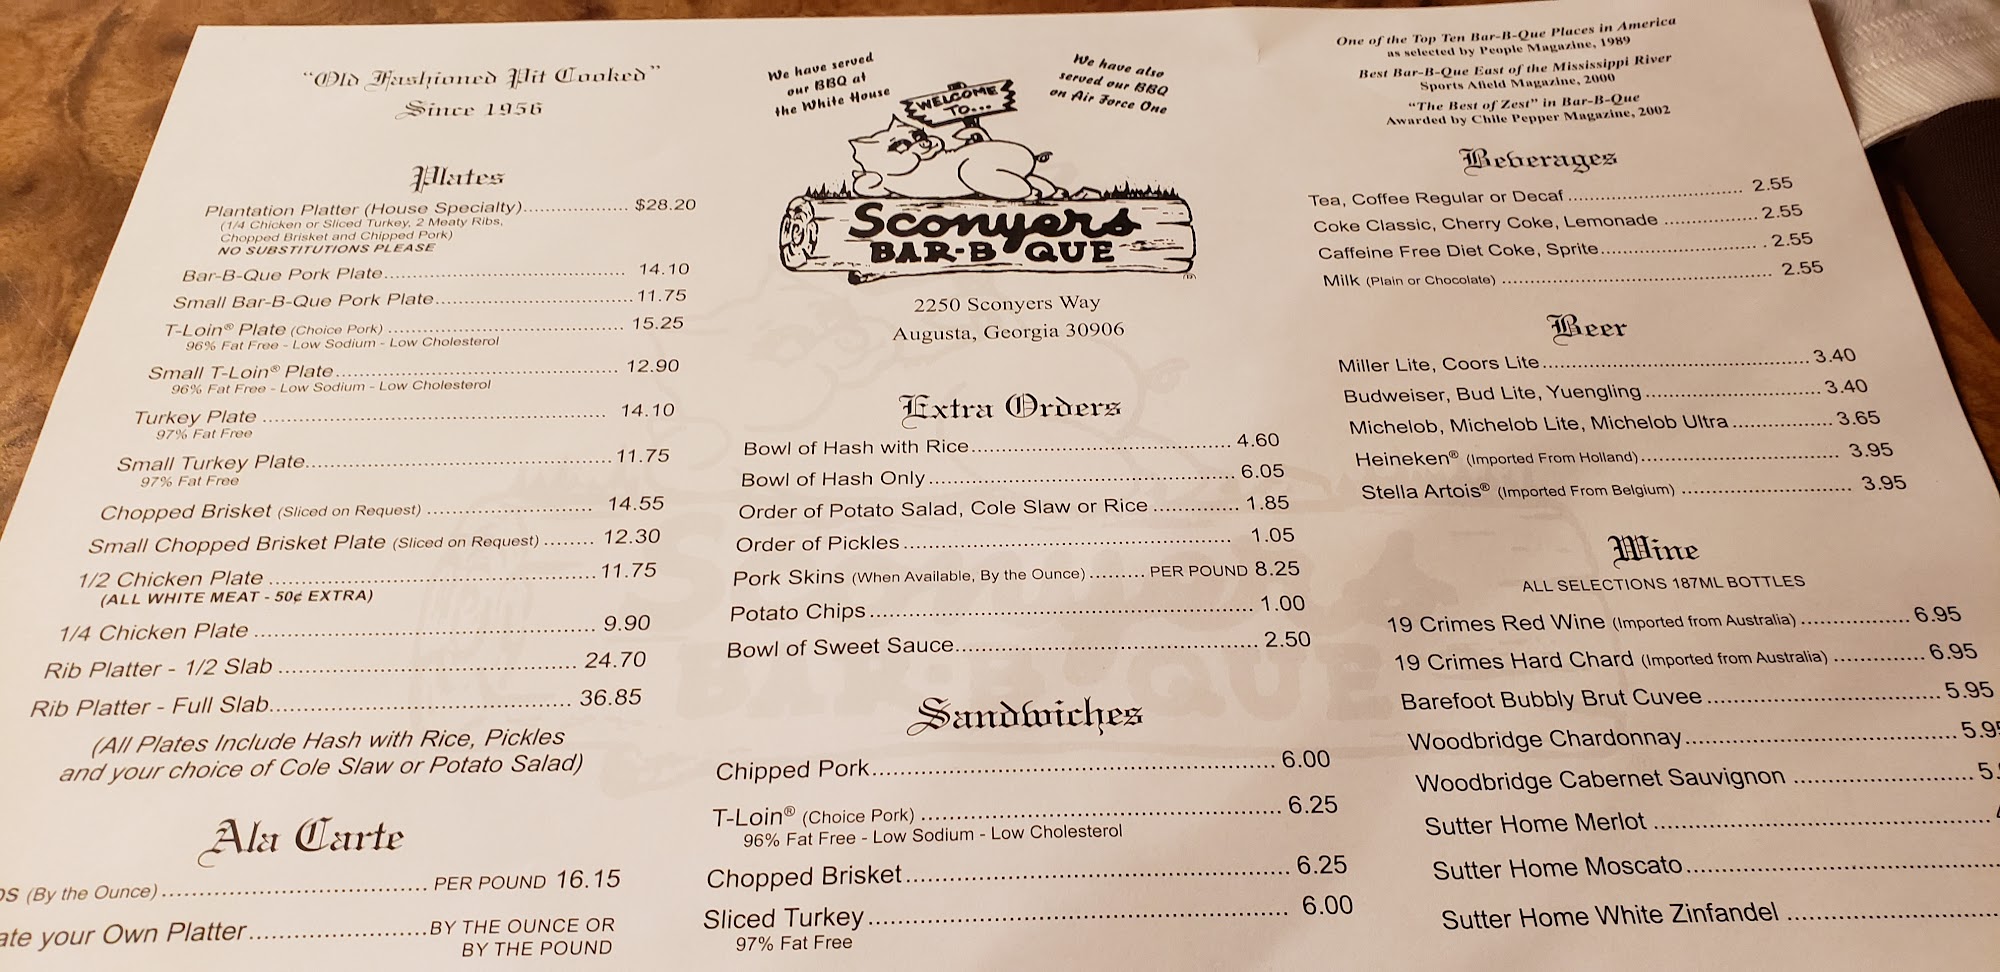 "Old Fashioned Pit Cooked"
Since 1956
Plates
Plantation Platter (House Specialty) $28.20
(1/4 Chicken or Sliced Turkey, 2 Meaty Ribs,
Chopped Brisket and Chipped Pork)
NO SUBSTITUTIONS PLEASE
Bar-B-Que Pork Plate 14.10
Small Bar-B-Que Pork Plate 11.75
T-Loin® Plate (Choice Pork) 15.25
96% Fat Free - Low Sodium - Low Cholesterol
Small T-Loin® Plate 12.90
96% Fat Free - Low Sodium - Low Cholesterol
Turkey Plate 14.10
97% Fat Free
Small Turkey Plate 11.75
97% Fat Free
Chopped Brisket (Sliced on Request) 14.55
Small Chopped Brisket Plate (Sliced on Request) 12.30
1/2 Chicken Plate 11.75
(ALL WHITE MEAT - 50¢ EXTRA)
1/4 Chicken Plate 9.90
Rib Platter - 1/2 Slab 24.70
Rib Platter - Full Slab 36.85
(All Plates Include Hash with Rice, Pickles
and your choice of Cole Slaw or Potato Salad)
Ala Carte
(By the Ounce) PER POUND 16.15
your Own Platter BY THE OUNCE OR
BY THE POUND
We have served
our BBQ at
the White House
We have also
served our BBQ
on Air Force One
WELCOME
TO...
Sconyers
BAR-B-QUE
2250 Sconyers Way
Augusta, Georgia 30906
Extra Orders
Bowl of Hash with Rice 4.60
Bowl of Hash Only 6.05
Order of Potato Salad, Cole Slaw or Rice 1.85
Order of Pickles 1.05
Pork Skins (When Available, By the Ounce) PER POUND 8.25
Potato Chips 1.00
Bowl of Sweet Sauce 2.50
Sandwiches
Chipped Pork 6.00
T-Loin® (Choice Pork) 6.25
96% Fat Free - Low Sodium - Low Cholesterol
Chopped Brisket 6.25
Sliced Turkey 6.00
97% Fat Free
One of the Top Ten Bar-B-Que Places in America
as selected by People Magazine, 1989
Best Bar-B-Que East of the Mississippi River
Sports Afield Magazine, 2000
"The Best of Zest" in Bar-B-Que
Awarded by Chile Pepper Magazine, 2002
Beverages
Tea, Coffee Regular or Decaf 2.55
Coke Classic, Cherry Coke, Lemonade 2.55
Caffeine Free Diet Coke, Sprite 2.55
Milk (Plain or Chocolate) 2.55
Beer
Miller Lite, Coors Lite 3.40
Budweiser, Bud Lite, Yuengling 3.40
Michelob, Michelob Lite, Michelob Ultra 3.65
Heineken® (Imported From Holland) 3.95
Stella Artois® (Imported From Belgium) 3.95
Wine
ALL SELECTIONS 187ML BOTTLES
19 Crimes Red Wine (Imported from Australia) 6.95
19 Crimes Hard Chard (Imported from Australia) 6.95
Barefoot Bubbly Brut Cuvee 5.95
Woodbridge Chardonnay 5.9
Woodbridge Cabernet Sauvignon 5.
Sutter Home Merlot
Sutter Home Moscato
Sutter Home White Zinfandel